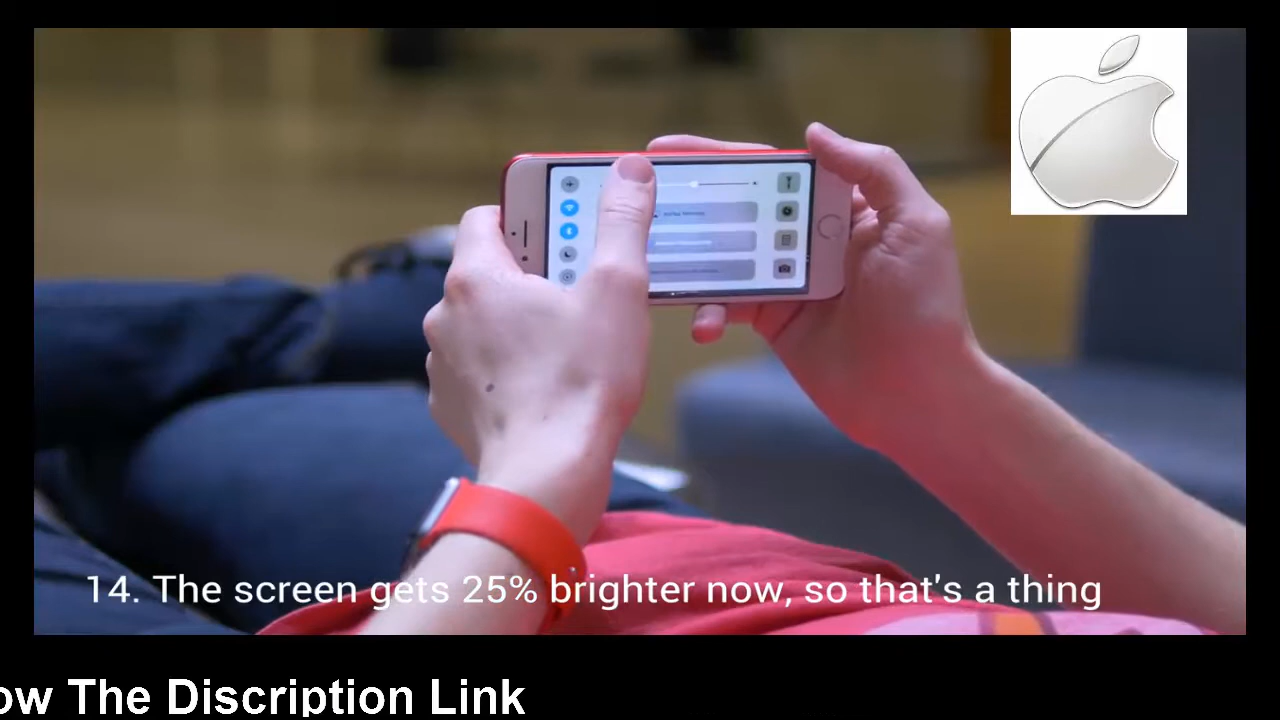 14. The screen gets 25% brighter now, so that's a thing
ow The Discription Link